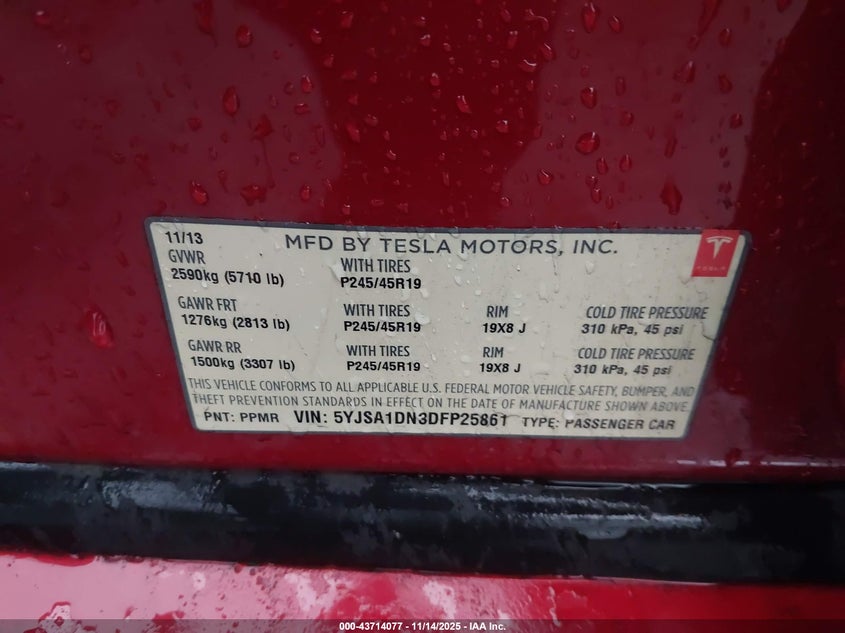 11/13 MFD BY TESLA MOTORS, INC.
GVWR WITH TIRES
2590kg (5710 lb) P245/45R19
GAWR FRT WITH TIRES RIM COLD TIRE PRESSURE
1276kg (2813 lb) P245/45R19 19X8 J 310 kPa, 45 psi
GAWR RR WITH TIRES RIM COLD TIRE PRESSURE
1500kg (3307 lb) P245/45R19 19X8 J 310 kPa, 45 psi
THIS VEHICLE CONFORMS TO ALL APPLICABLE U.S. FEDERAL MOTOR VEHICLE SAFETY, BUMPER, AND
THEFT PREVENTION STANDARDS IN EFFECT ON THE DATE OF MANUFACTURE SHOWN ABOVE.
PNT: PPMR VIN: 5YJSA1DN3DFP25861 TYPE: PASSENGER CAR
TESLA
000-43714077 - 11/14/2025 - IAA Inc.